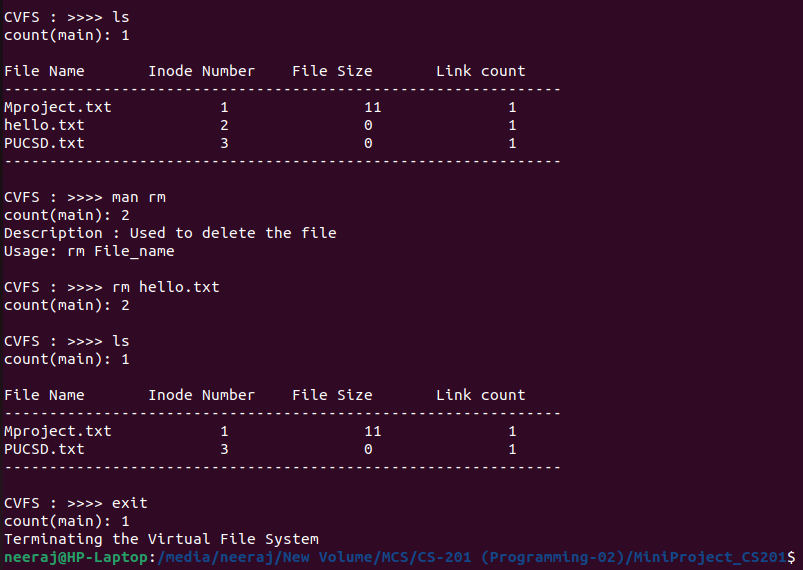 CVFS : >>>> ls
count(main): 1
File Name       Inode Number    File Size       Link count
--------------------------------------------------------------
Mproject.txt            1               11              1
hello.txt               2               0               1
PUCSD.txt               3               0               1
--------------------------------------------------------------
CVFS : >>>> man rm
count(main): 2
Description : Used to delete the file
Usage: rm File_name
CVFS : >>>> rm hello.txt
count(main): 2
CVFS : >>>> ls
count(main): 1
File Name       Inode Number    File Size       Link count
--------------------------------------------------------------
Mproject.txt            1               11              1
PUCSD.txt               3               0               1
--------------------------------------------------------------
CVFS : >>>> exit
count(main): 1
Terminating the Virtual File System
neeraj@HP-Laptop:/media/neeraj/New Volume/MCS/CS-201 (Programming-02)/MiniProject_CS201$